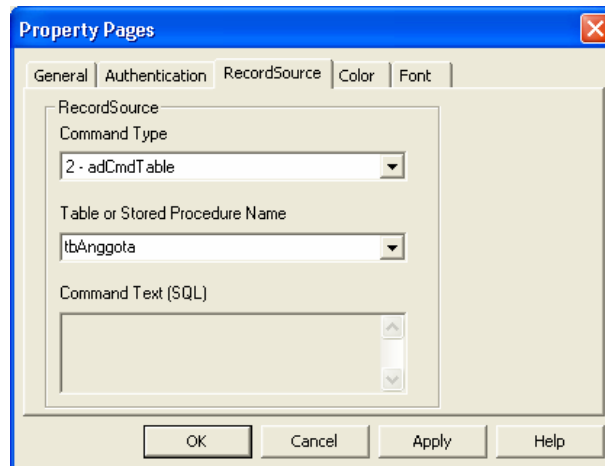 Property Pages
General Authentication RecordSource Color Font
RecordSource
Command Type
2 - adCmdTable
Table or Stored Procedure Name
tbAnggota
Command Text (SQL)
OK Cancel Apply Help